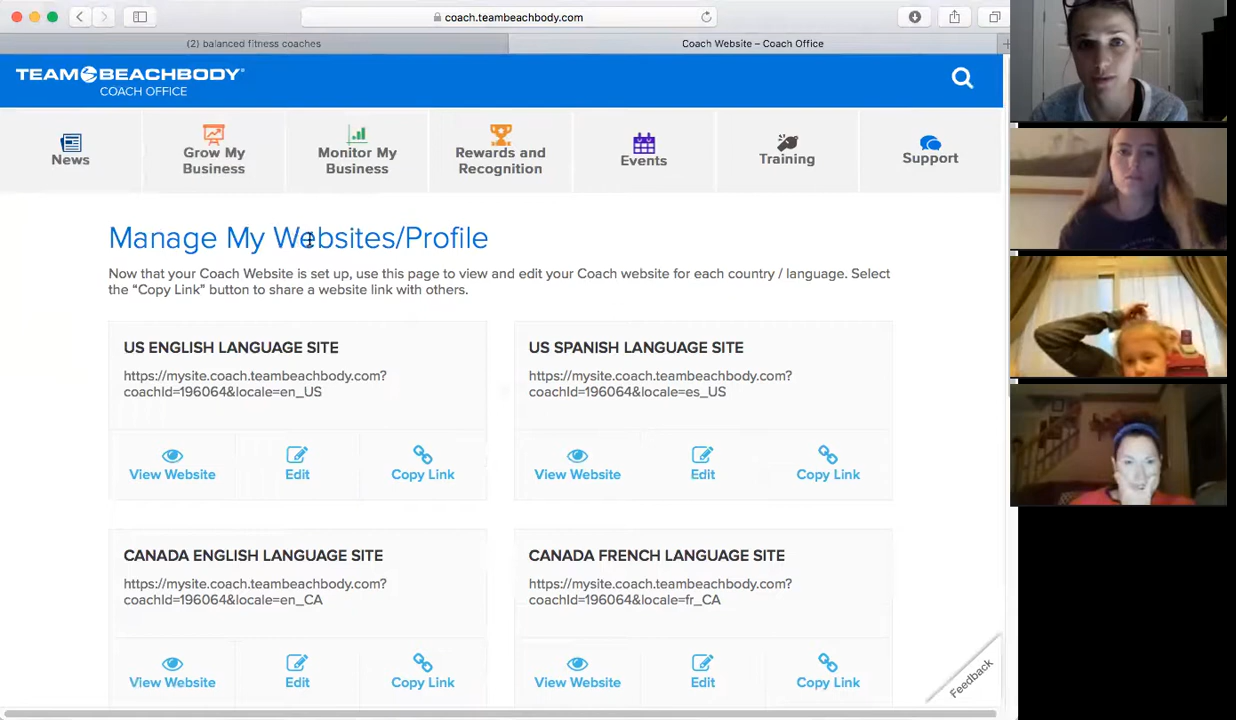 coach.teambeachbody.com
(2) balanced fitness coaches
Coach Website – Coach Office
TEAM BEACHBODY
COACH OFFICE
News
Grow My
Business
Monitor My
Business
Rewards and
Recognition
Events
Training
Support
Manage My Websites/Profile
Now that your Coach Website is set up, use this page to view and edit your Coach website for each country / language. Select
the “Copy Link” button to share a website link with others.
US ENGLISH LANGUAGE SITE
https://mysite.coach.teambeachbody.com?
coachId=196064&locale=en_US
View Website
Edit
Copy Link
US SPANISH LANGUAGE SITE
https://mysite.coach.teambeachbody.com?
coachId=196064&locale=es_US
View Website
Edit
Copy Link
CANADA ENGLISH LANGUAGE SITE
https://mysite.coach.teambeachbody.com?
coachId=196064&locale=en_CA
View Website
Edit
Copy Link
CANADA FRENCH LANGUAGE SITE
https://mysite.coach.teambeachbody.com?
coachId=196064&locale=fr_CA
View Website
Edit
Copy Link
Feedback